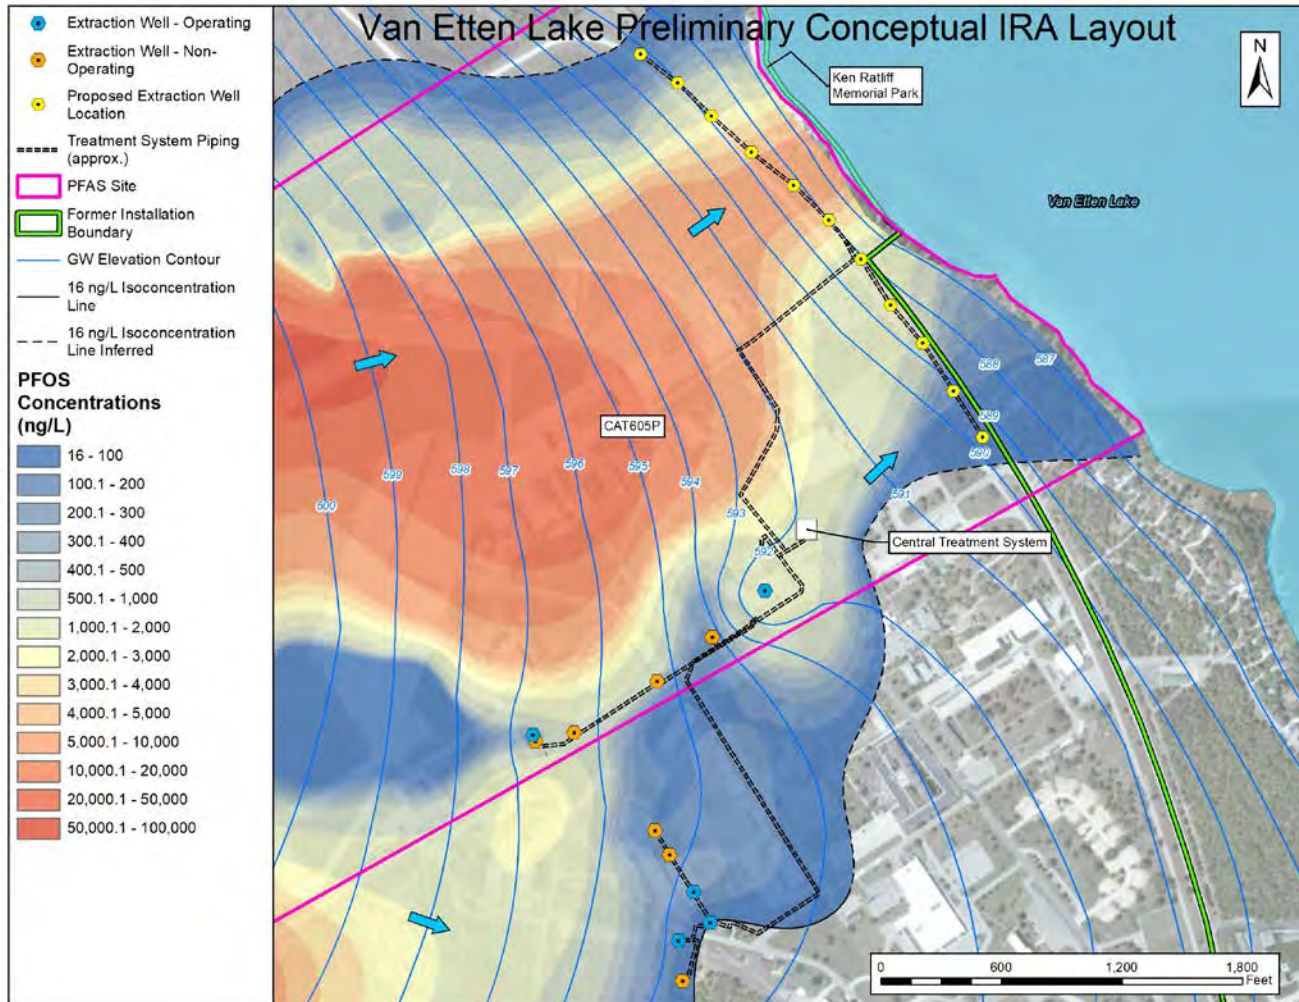 Van Etten Lake Preliminary Conceptual IRA Layout
Extraction Well - Operating
Extraction Well - Non-
Operating
Proposed Extraction Well
Location
Treatment System Piping
(approx.)
PFAS Site
Former Installation
Boundary
GW Elevation Contour
16 ng/L Isoconcentration
Line
16 ng/L Isoconcentration
Line Inferred
PFOS
Concentrations
(ng/L)
16 - 100
100.1 - 200
200.1 - 300
300.1 - 400
400.1 - 500
500.1 - 1,000
1,000.1 - 2,000
2,000.1 - 3,000
3,000.1 - 4,000
4,000.1 - 5,000
5,000.1 - 10,000
10,000.1 - 20,000
20,000.1 - 50,000
50,000.1 - 100,000
N
Ken Ratliff
Memorial Park
Van Etten Lake
587
588
589
590
591
CAT605P
600
599
598
597
596
595
594
593
592
Central Treatment System
0 600 1,200 1,800
Feet